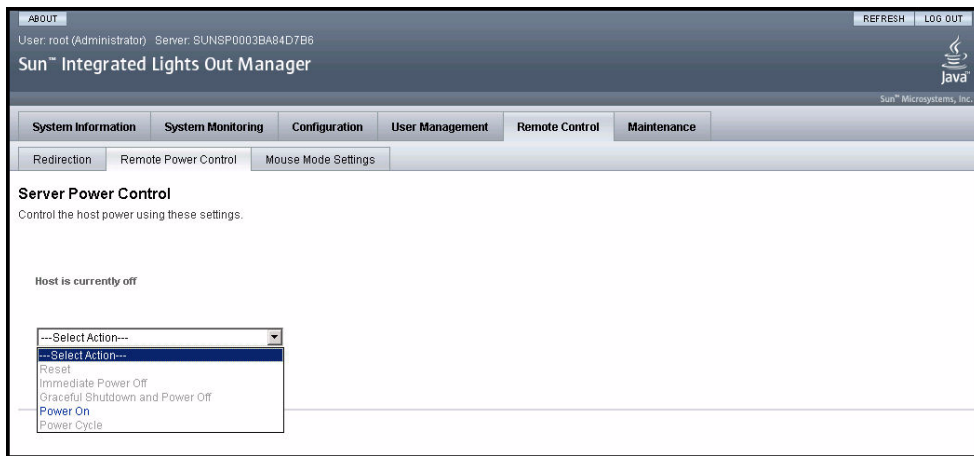 ABOUT
REFRESH LOG OUT
User: root (Administrator) Server: SUNSP0003BA84D7B6
Sun™ Integrated Lights Out Manager
Java™
Sun™ Microsystems, Inc.
System Information System Monitoring Configuration User Management Remote Control Maintenance
Redirection Remote Power Control Mouse Mode Settings
Server Power Control
Control the host power using these settings.
Host is currently off
---Select Action---
---Select Action---
Reset
Immediate Power Off
Graceful Shutdown and Power Off
Power On
Power Cycle